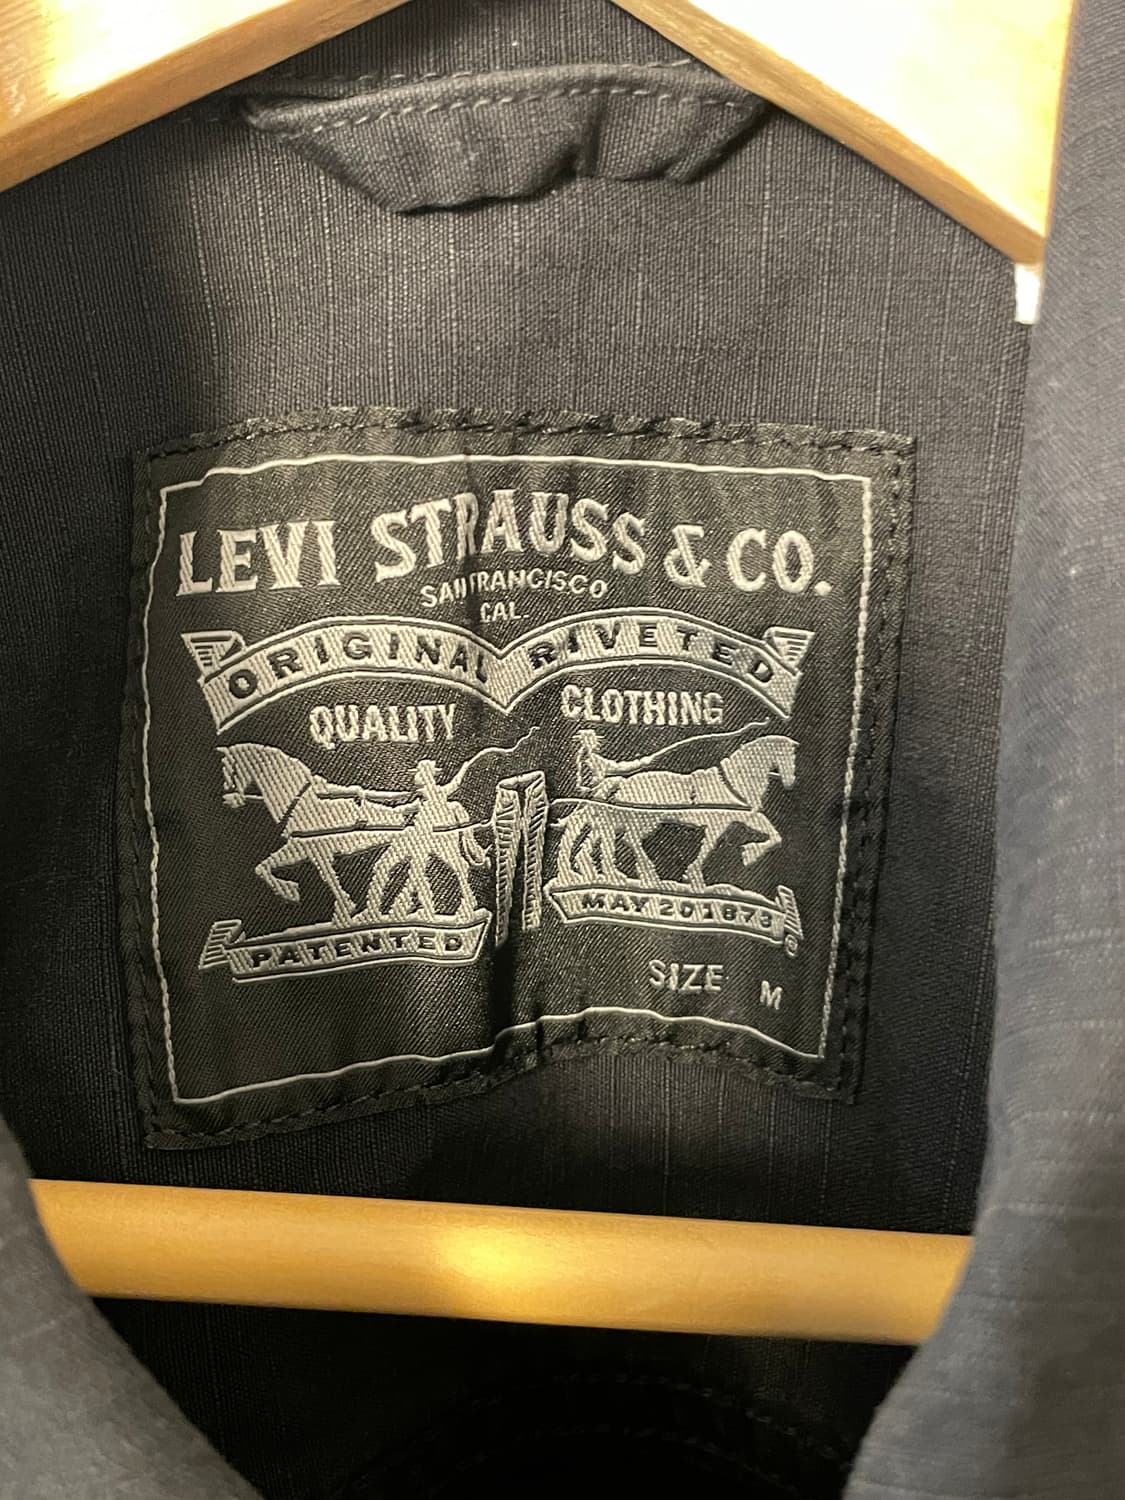 LEVI STRAUSS & CO.
SAN FRANCISCO
CAL.
ORIGINAL RIVETED
QUALITY CLOTHING
PATENTED MAY 20 1873
SIZE M